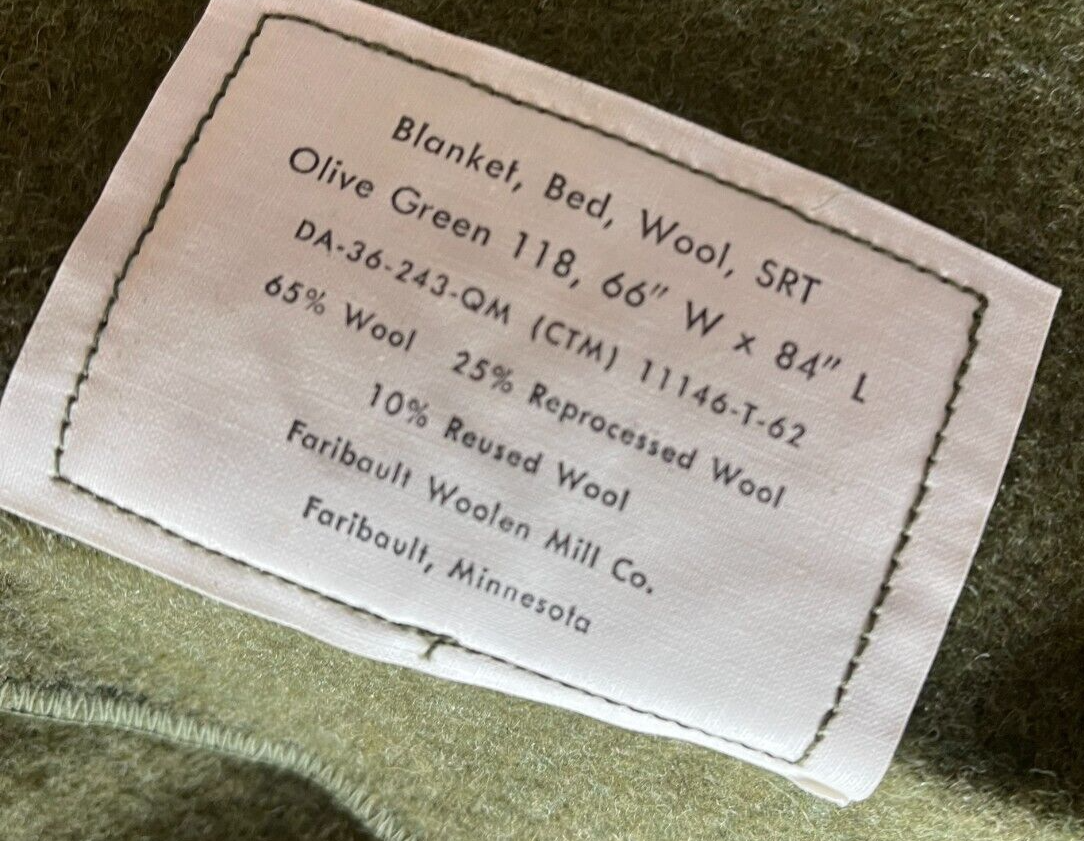 Blanket, Bed, Wool, SRT
Olive Green 118, 66" W x 84" L
DA-36-243-QM (CTM) 11146-T-62
65% Wool 25% Reprocessed Wool
10% Reused Wool
Faribault Woolen Mill Co.
Faribault, Minnesota